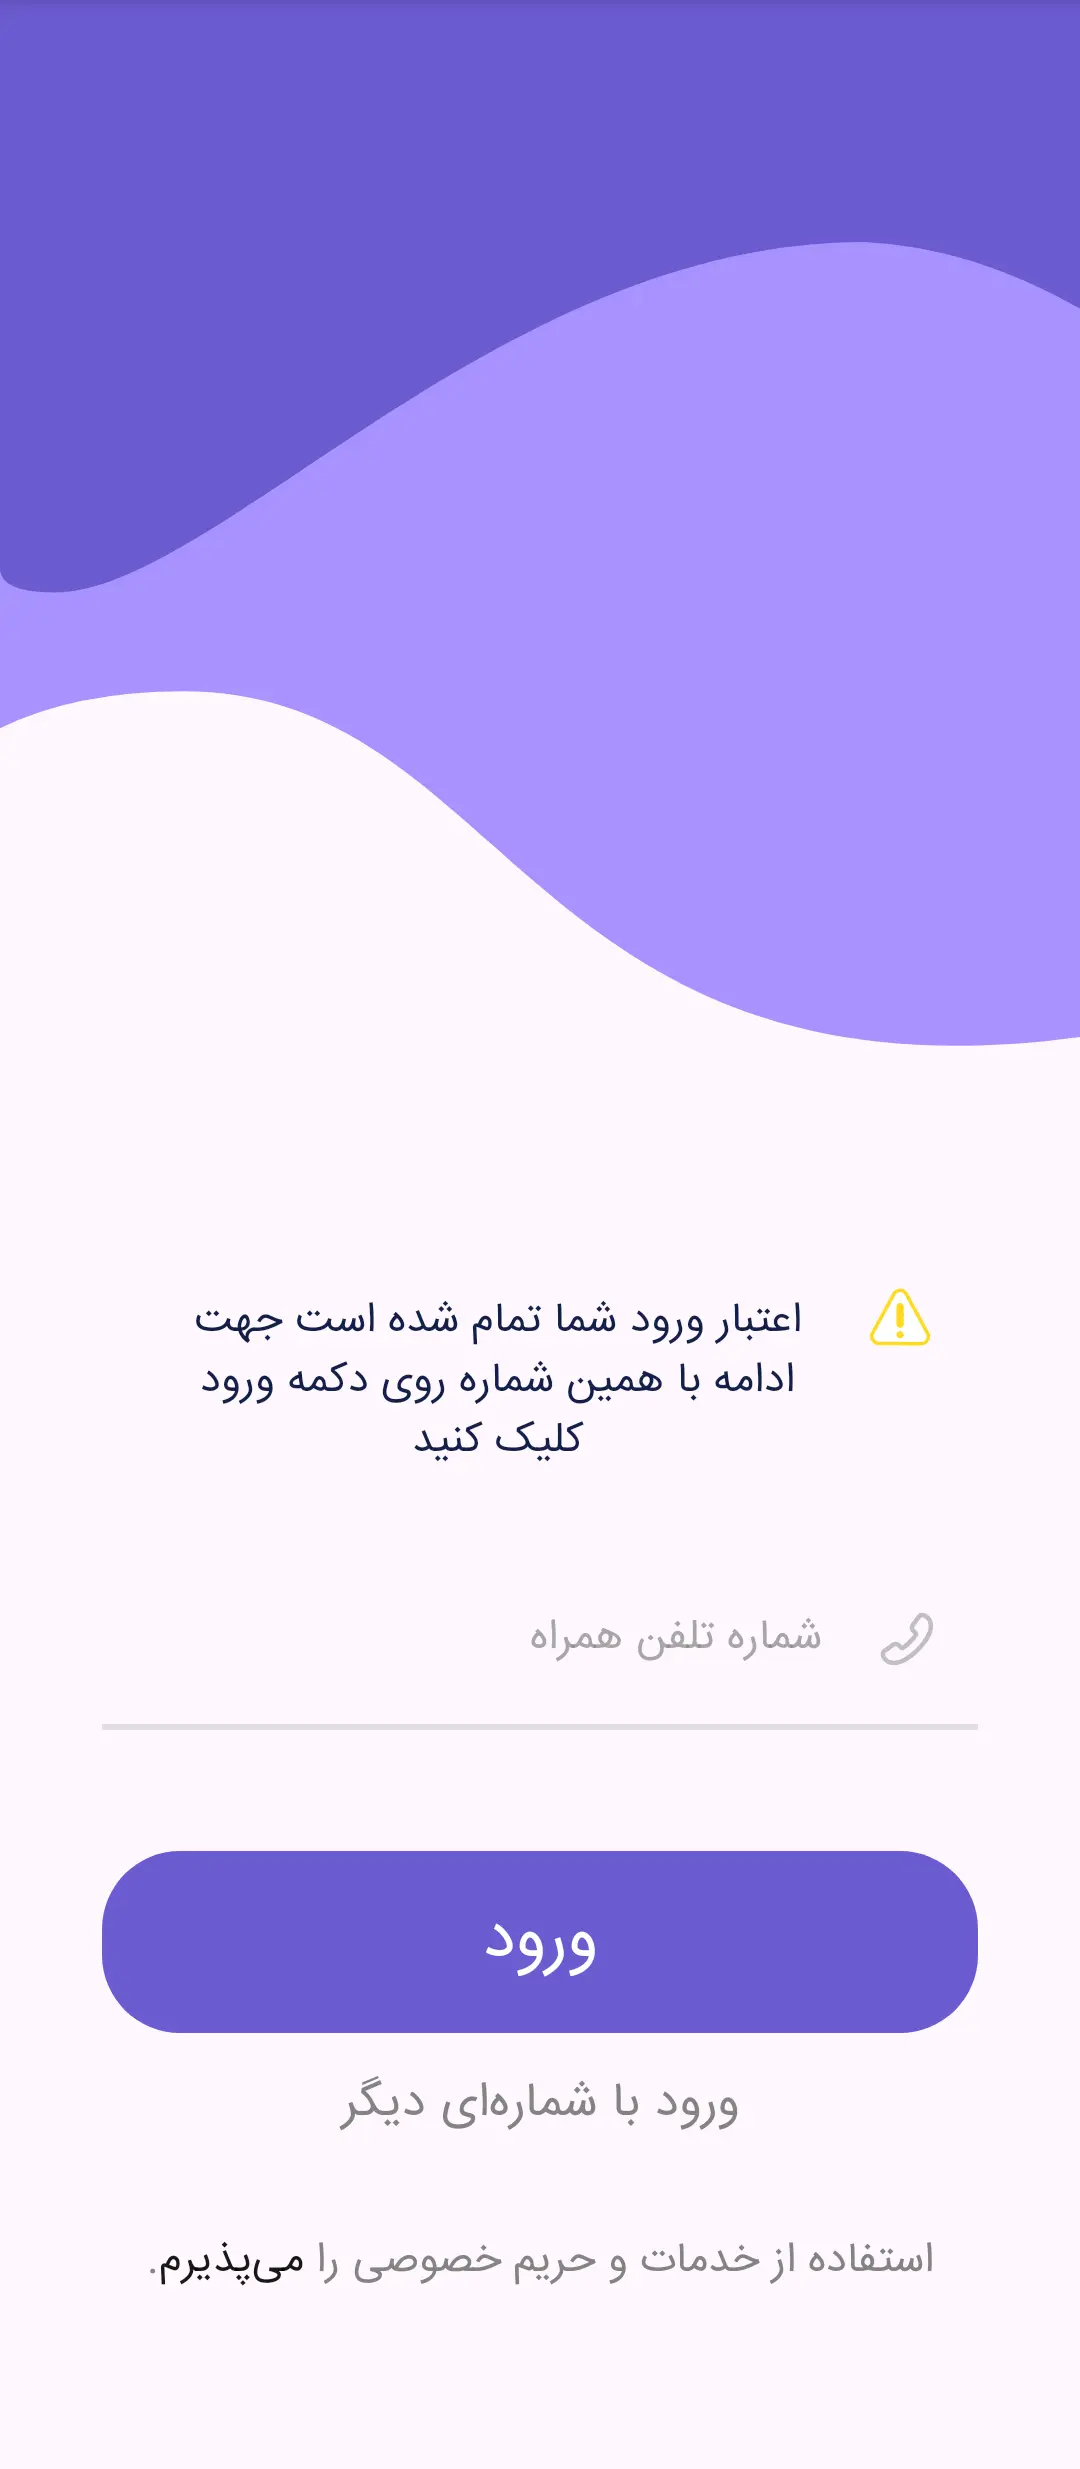 اعتبار ورود شما تمام شده است جهت
ادامه با همین شماره روی دکمه ورود
کلیک کنید
شماره تلفن همراه
ورود
ورود با شماره‌ای دیگر
استفاده از خدمات و حریم خصوصی را می‌پذیرم.